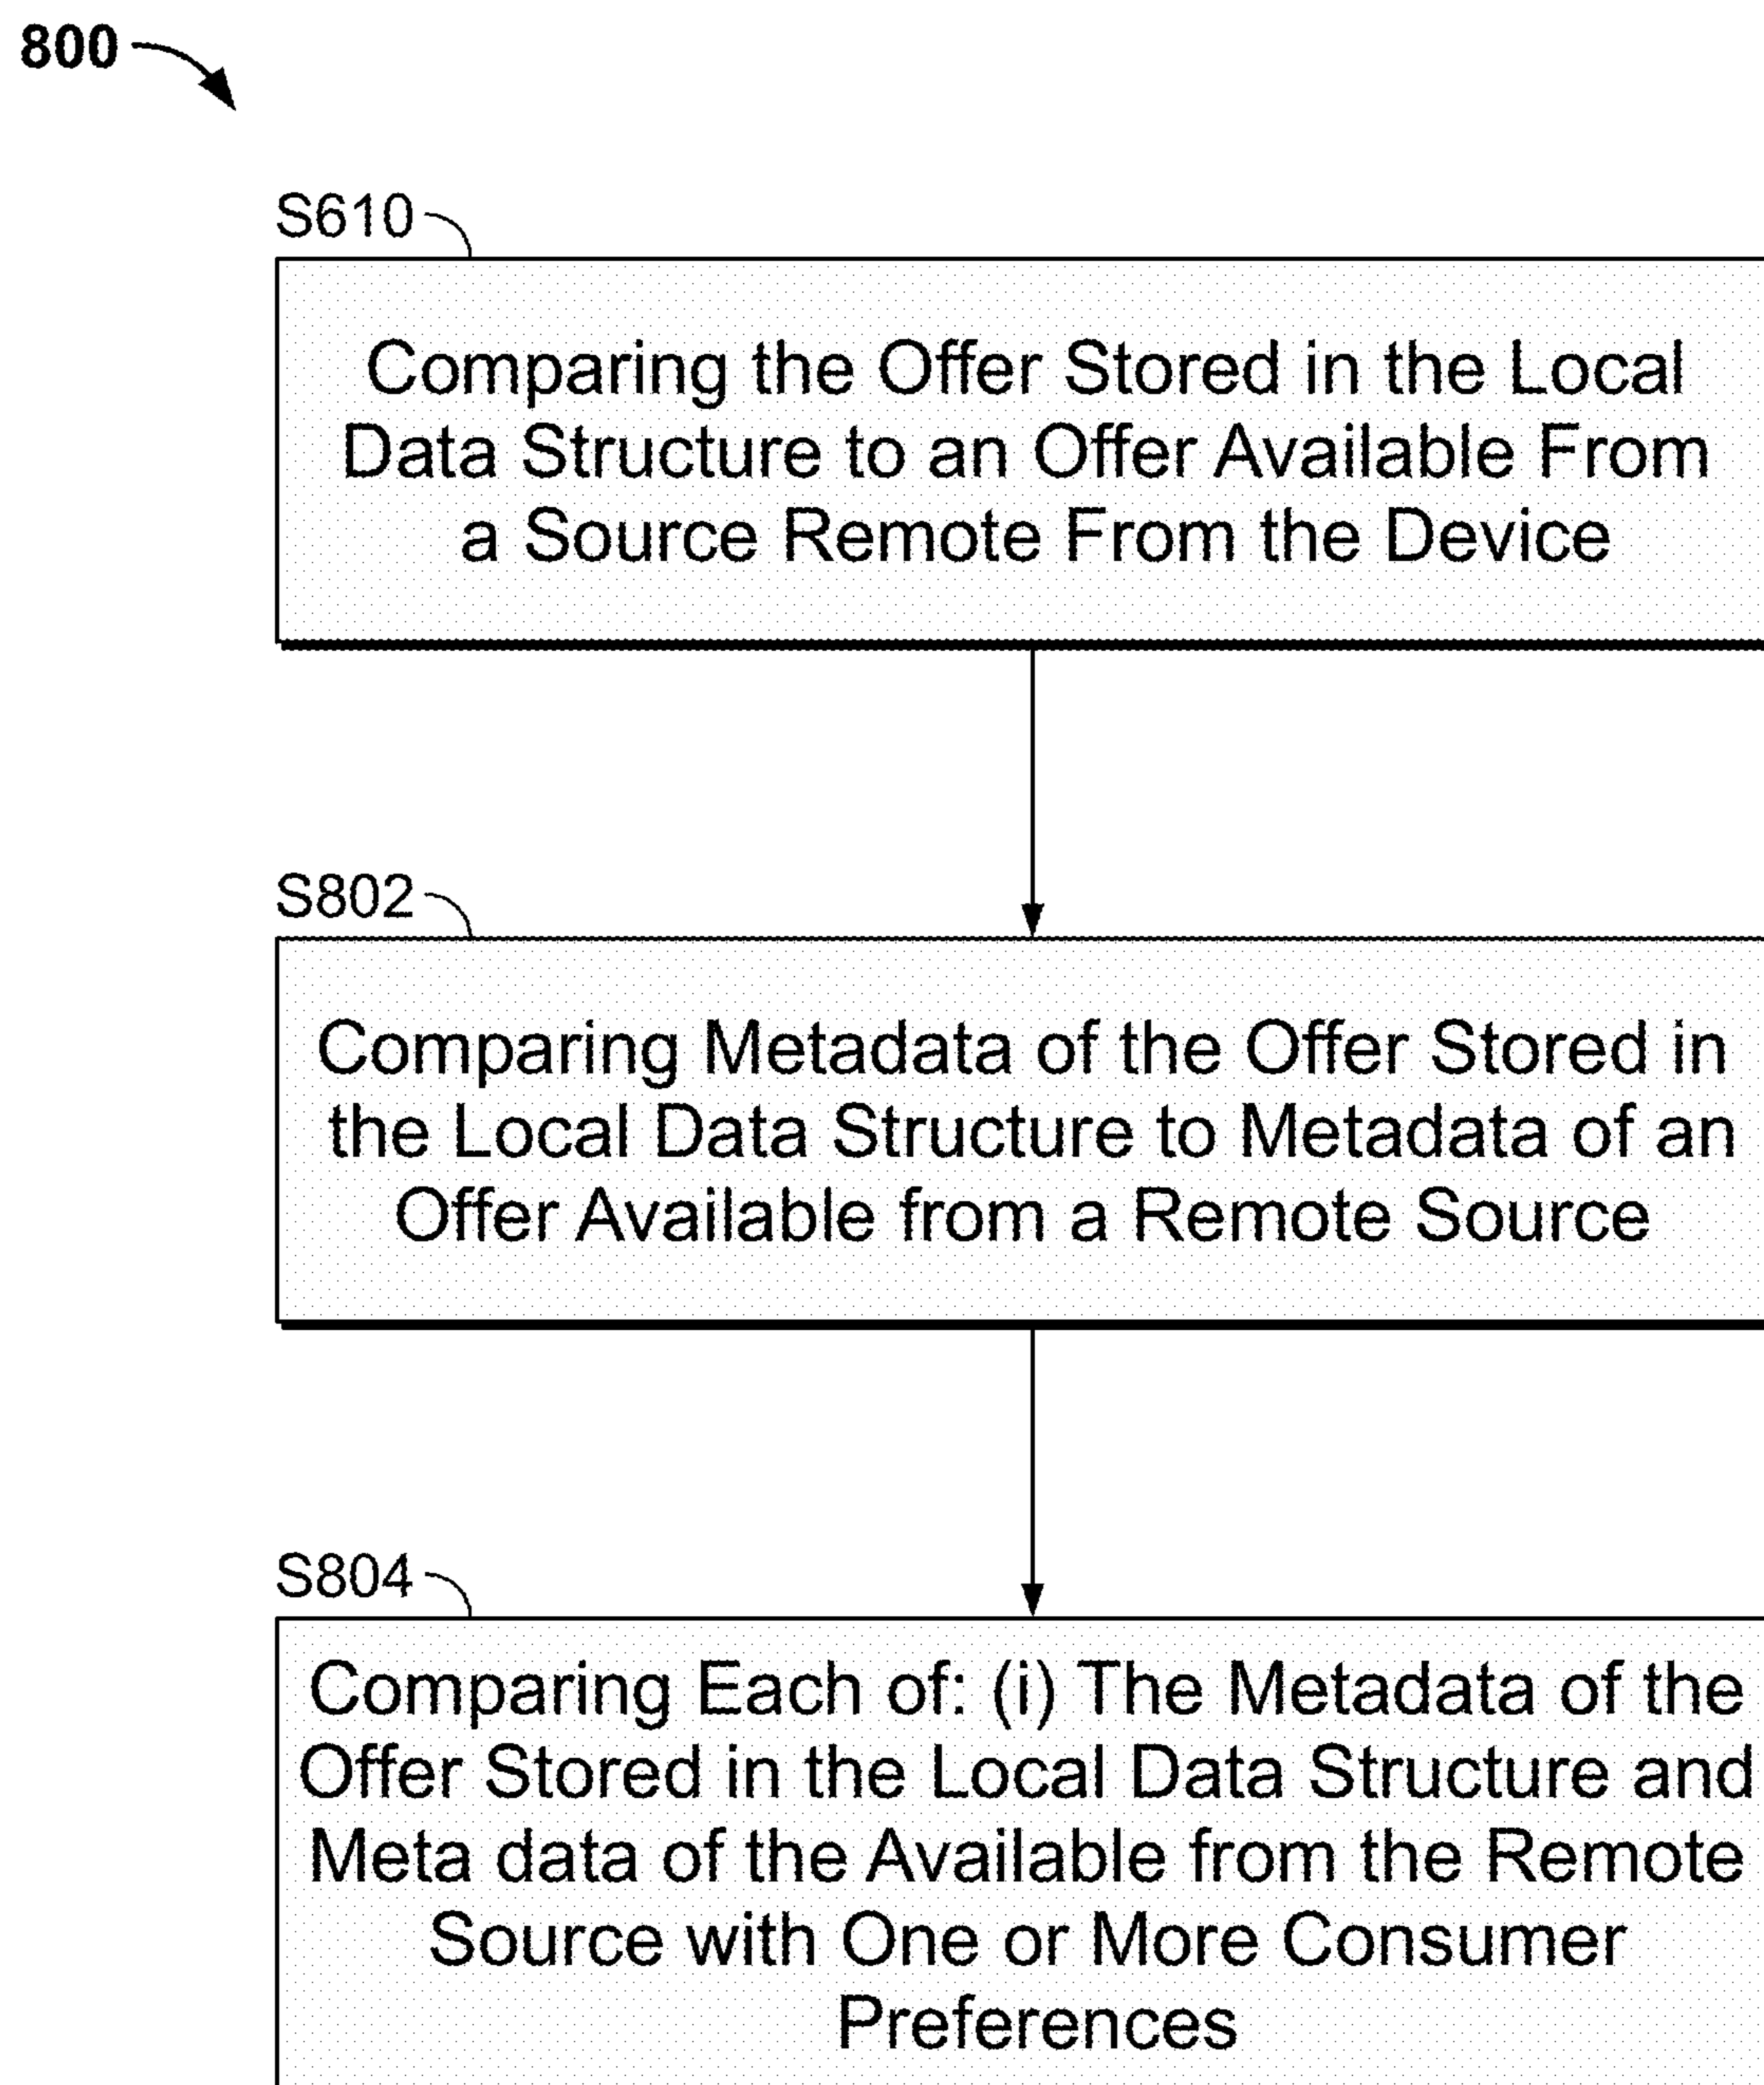 800
S610
Comparing the Offer Stored in the Local
Data Structure to an Offer Available From
a Source Remote From the Device
S802
Comparing Metadata of the Offer Stored in
the Local Data Structure to Metadata of an
Offer Available from a Remote Source
S804
Comparing Each of: (i) The Metadata of the
Offer Stored in the Local Data Structure and
Meta data of the Available from the Remote
Source with One or More Consumer
Preferences